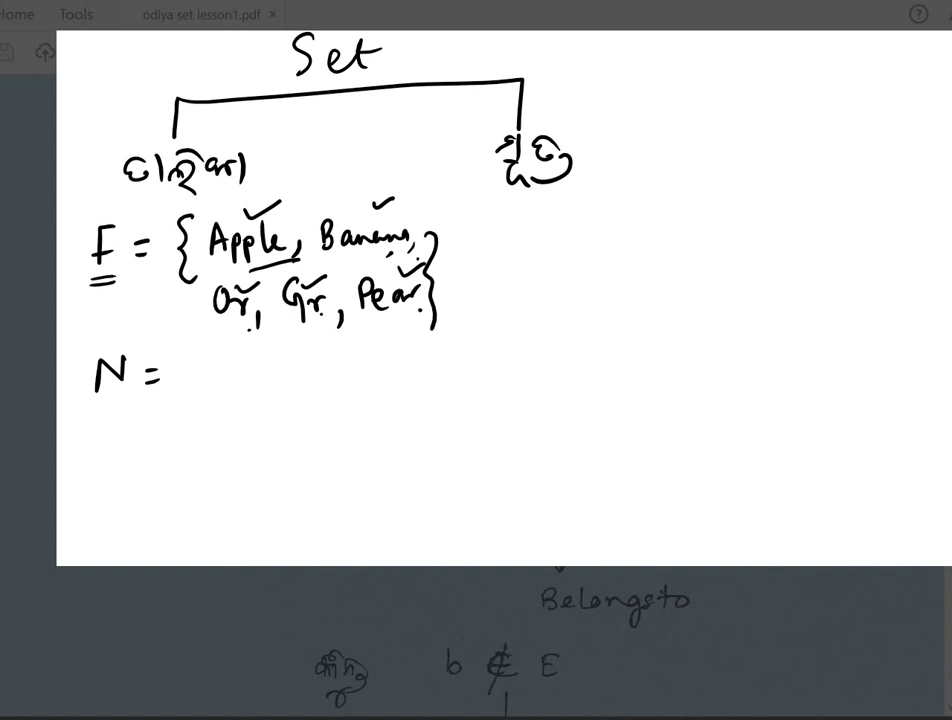 Home Tools odiya set lesson1.pdf ×
Set
F = { Apple, Banana,
Or, Gr, Pear }
N =
Belongsto
b ∉ E